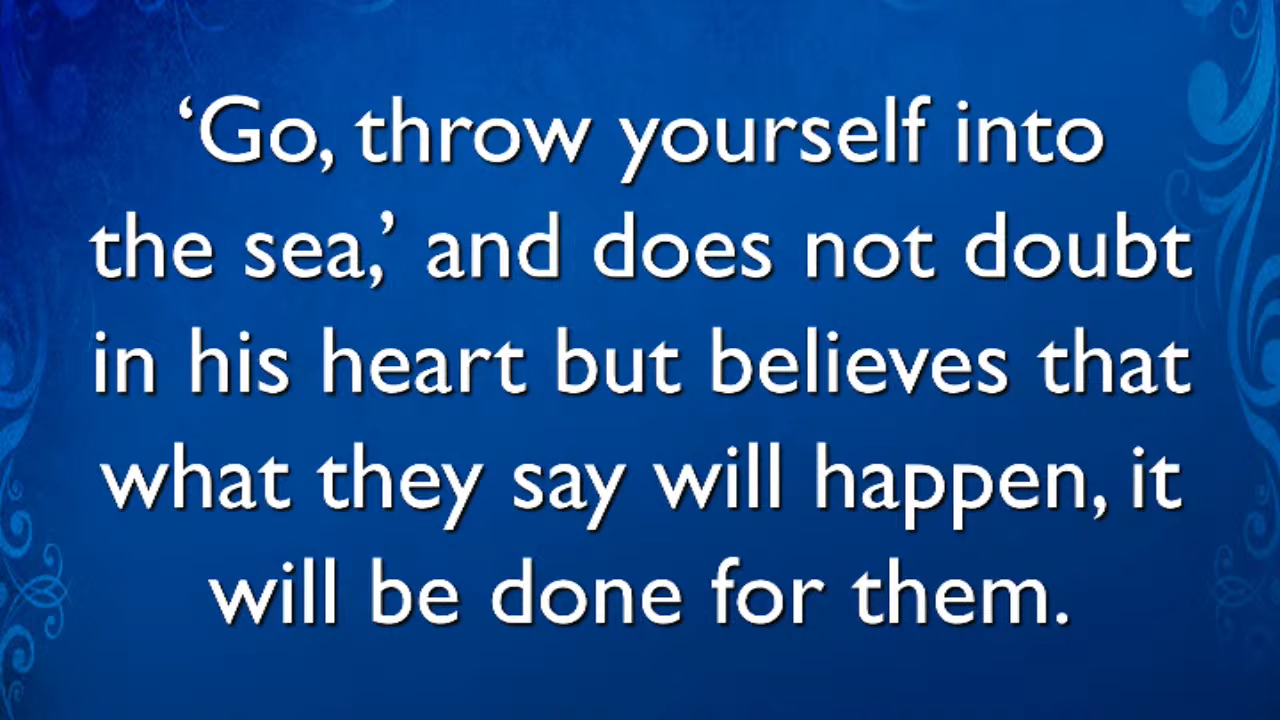 ‘Go, throw yourself into
the sea,’ and does not doubt
in his heart but believes that
what they say will happen, it
will be done for them.